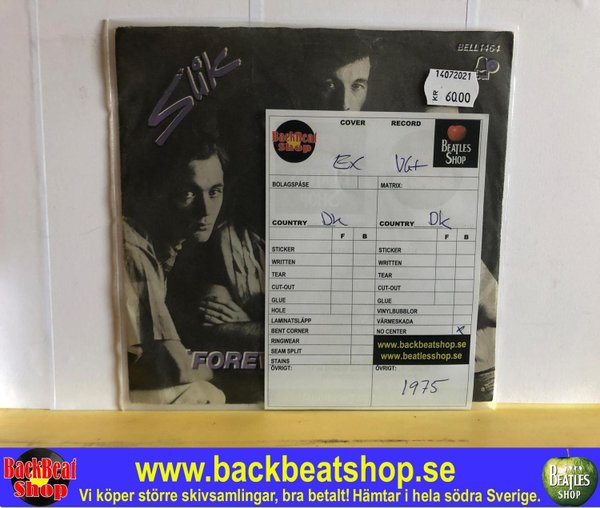 Slik
BELL 1464
14072021
KR 60.00
COVER RECORD
BackBeat Shop
BEATLES SHOP
Ex VG+
BOLAGSPÅSE MATRIX:
COUNTRY Dk COUNTRY Dk
F B F B
STICKER STICKER
WRITTEN WRITTEN
TEAR TEAR
CUT-OUT CUT-OUT
GLUE GLUE
HOLE VINYLBUBBLOR
LAMINATSLÄPP VÄRMESKADA
BENT CORNER NO CENTER x
RINGWEAR www.backbeatshop.se
SEAM SPLIT www.beatlesshop.se
STAINS
ÖVRIGT: ÖVRIGT:
1975
'FOREV
BackBeat Shop
www.backbeatshop.se
Vi köper större skivsamlingar, bra betalt! Hämtar i hela södra Sverige.
BEATLES SHOP